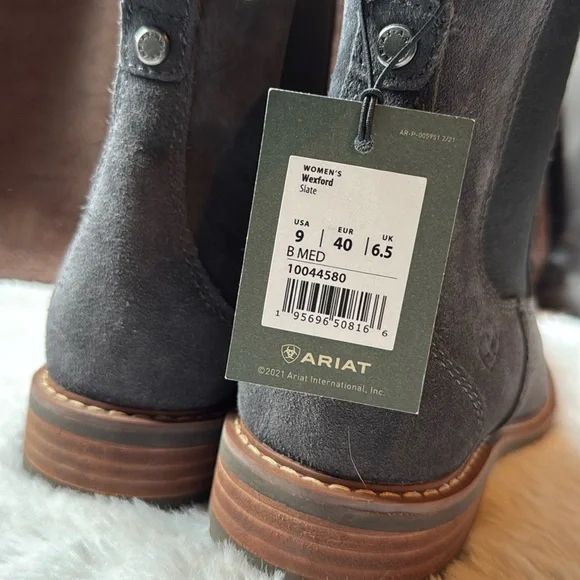 AR-P-005951 2/21
WOMEN'S
Wexford
Slate
USA EUR UK
9 | 40 | 6.5
B MED
10044580
1 95696 50816 6
ARIAT
©2021 Ariat International, Inc.